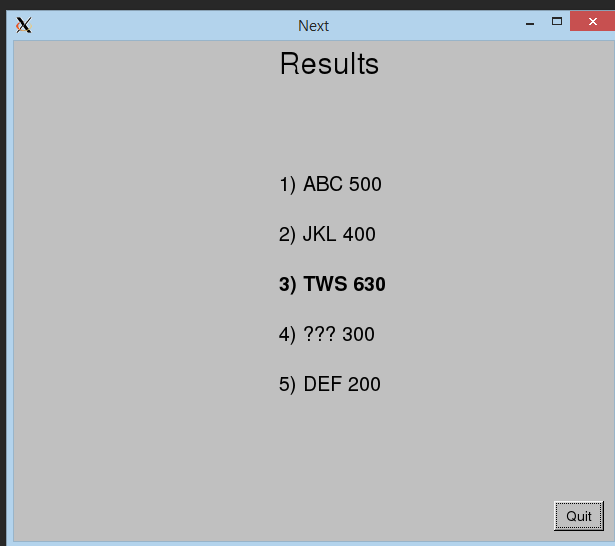 Next
Results
1) ABC 500
2) JKL 400
3) TWS 630
4) ??? 300
5) DEF 200
Quit